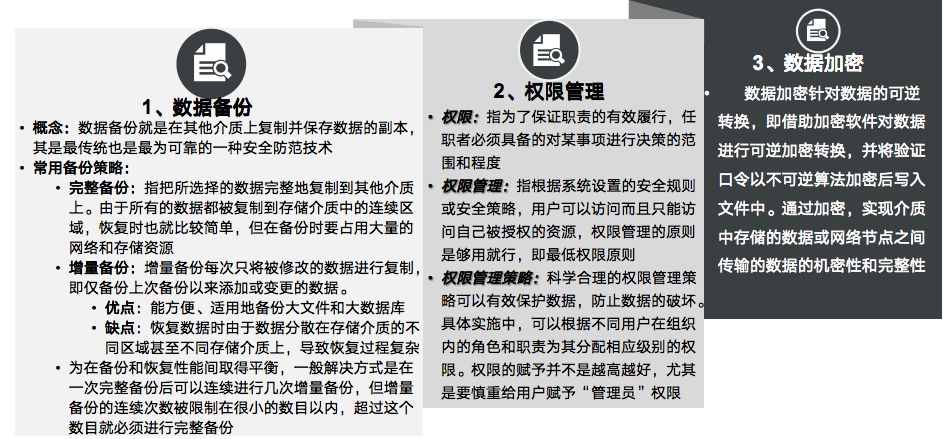 1、数据备份
• 概念：数据备份就是在其他介质上复制并保存数据的副本，
其是最传统也是最为可靠的一种安全防范技术
• 常用备份策略：
• 完整备份：指把所选择的数据完整地复制到其他介质
上。由于所有的数据都被复制到存储介质中的连续区
域，恢复时也就比较简单，但在备份时要占用大量的
网络和存储资源
• 增量备份：增量备份每次只将被修改的数据进行复制，
即仅备份上次备份以来添加或变更的数据。
• 优点：能方便、适用地备份大文件和大数据库
• 缺点：恢复数据时由于数据分散在存储介质的不
同区域甚至不同存储介质上，导致恢复过程复杂
• 为在备份和恢复性能间取得平衡，一般解决方式是在
一次完整备份后可以连续进行几次增量备份，但增量
备份的连续次数被限制在很小的数目以内，超过这个
数目就必须进行完整备份
2、权限管理
• 权限：指为了保证职责的有效履行，任
职者必须具备的对某事项进行决策的范
围和程度
• 权限管理：指根据系统设置的安全规则
或安全策略，用户可以访问而且只能访
问自己被授权的资源，权限管理的原则
是够用就行，即最低权限原则
• 权限管理策略：科学合理的权限管理策
略可以有效保护数据，防止数据的破坏。
具体实施中，可以根据不同用户在组织
内的角色和职责为其分配相应级别的权
限。权限的赋予并不是越高越好，尤其
是要慎重给用户赋予“管理员”权限
3、数据加密
• 数据加密针对数据的可逆
转换，即借助加密软件对数据
进行可逆加密转换，并将验证
口令以不可逆算法加密后写入
文件中。通过加密，实现介质
中存储的数据或网络节点之间
传输的数据的机密性和完整性